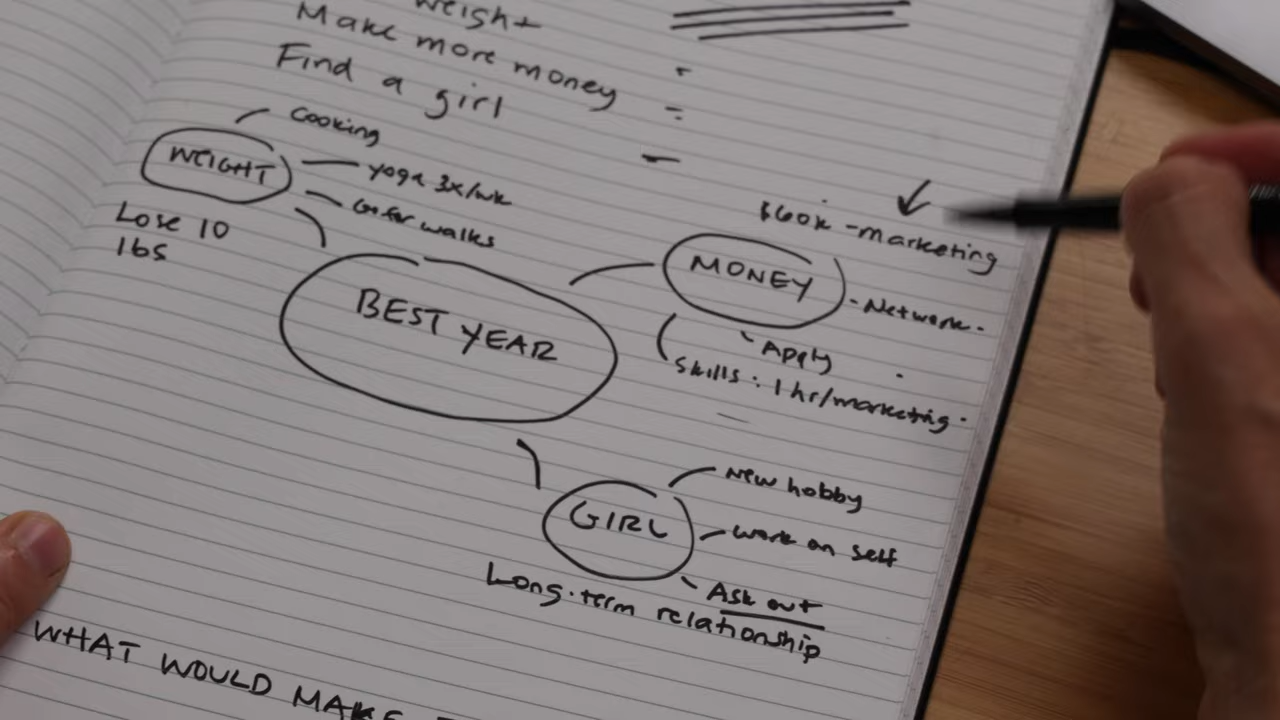 weight
Make more money
Find a girl
Cooking
WEIGHT
yoga 3x/wk
Go for walks
Lose 10
lbs
BEST YEAR
$60k - marketing
MONEY
- Network.
- Apply
Skills: 1 hr/marketing.
GIRL
New hobby
Work on self
Ask out
Long-term relationship
WHAT WOULD MAKE